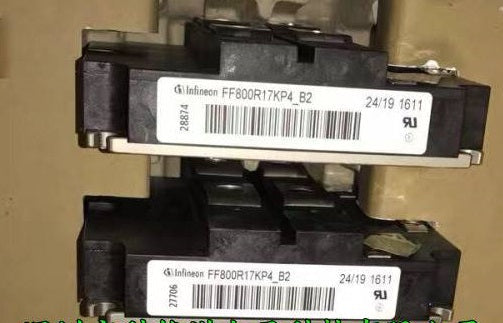 infineon FF800R17KP4_B2
24/19 1611
28874
infineon FF800R17KP4_B2
24/19 1611
27706